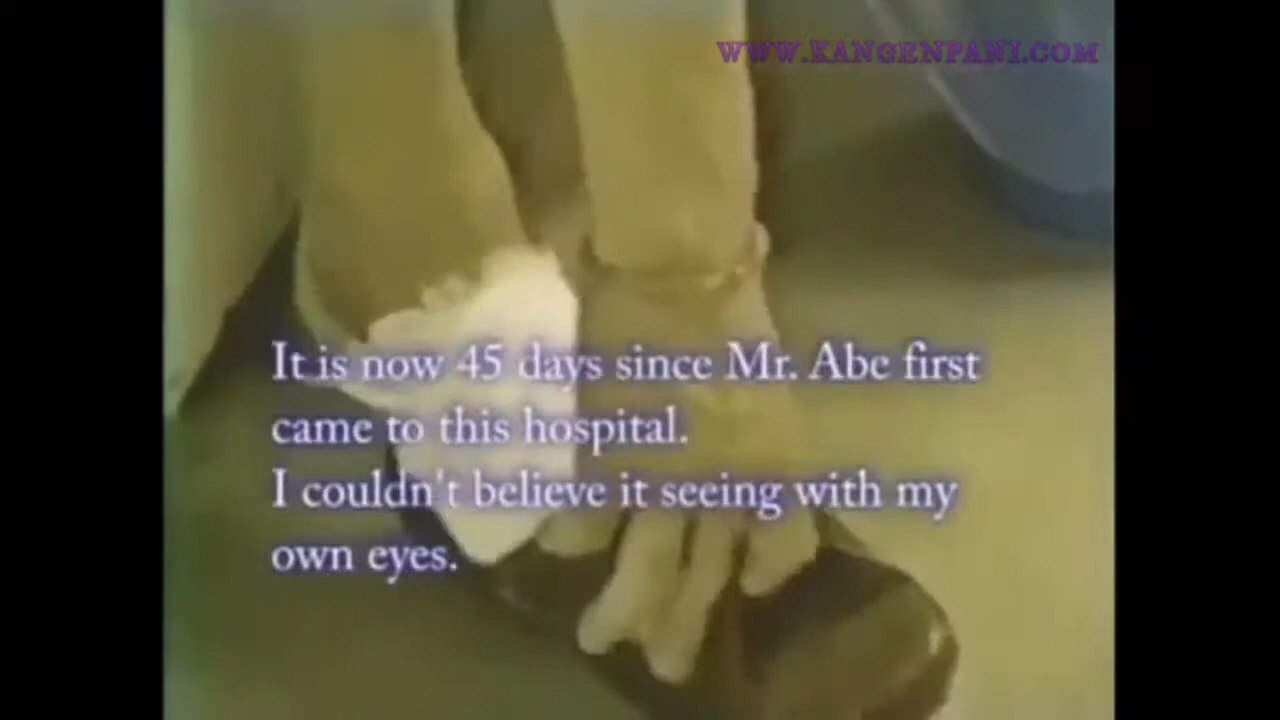 WWW.KANGENPANI.COM
It is now 45 days since Mr. Abe first
came to this hospital.
I couldn't believe it seeing with my
own eyes.